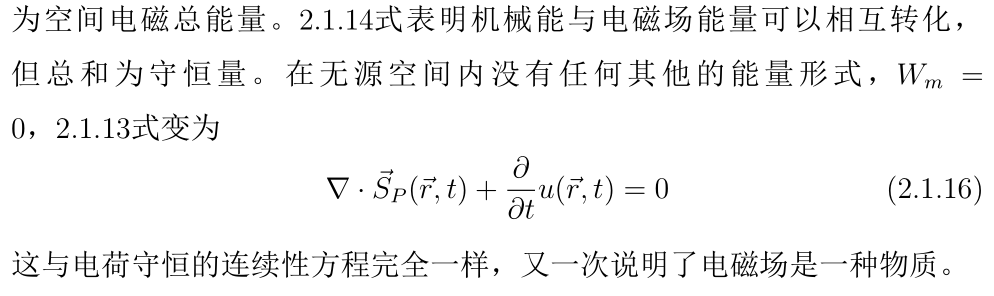 为空间电磁总能量。2.1.14式表明机械能与电磁场能量可以相互转化，
但总和为守恒量。在无源空间内没有任何其他的能量形式，$W_m$ =
0，2.1.13式变为
$\nabla \cdot \vec{S}_P(\vec{r}, t) + \frac{\partial}{\partial t} u(\vec{r}, t) = 0$ (2.1.16)
这与电荷守恒的连续性方程完全一样，又一次说明了电磁场是一种物质。